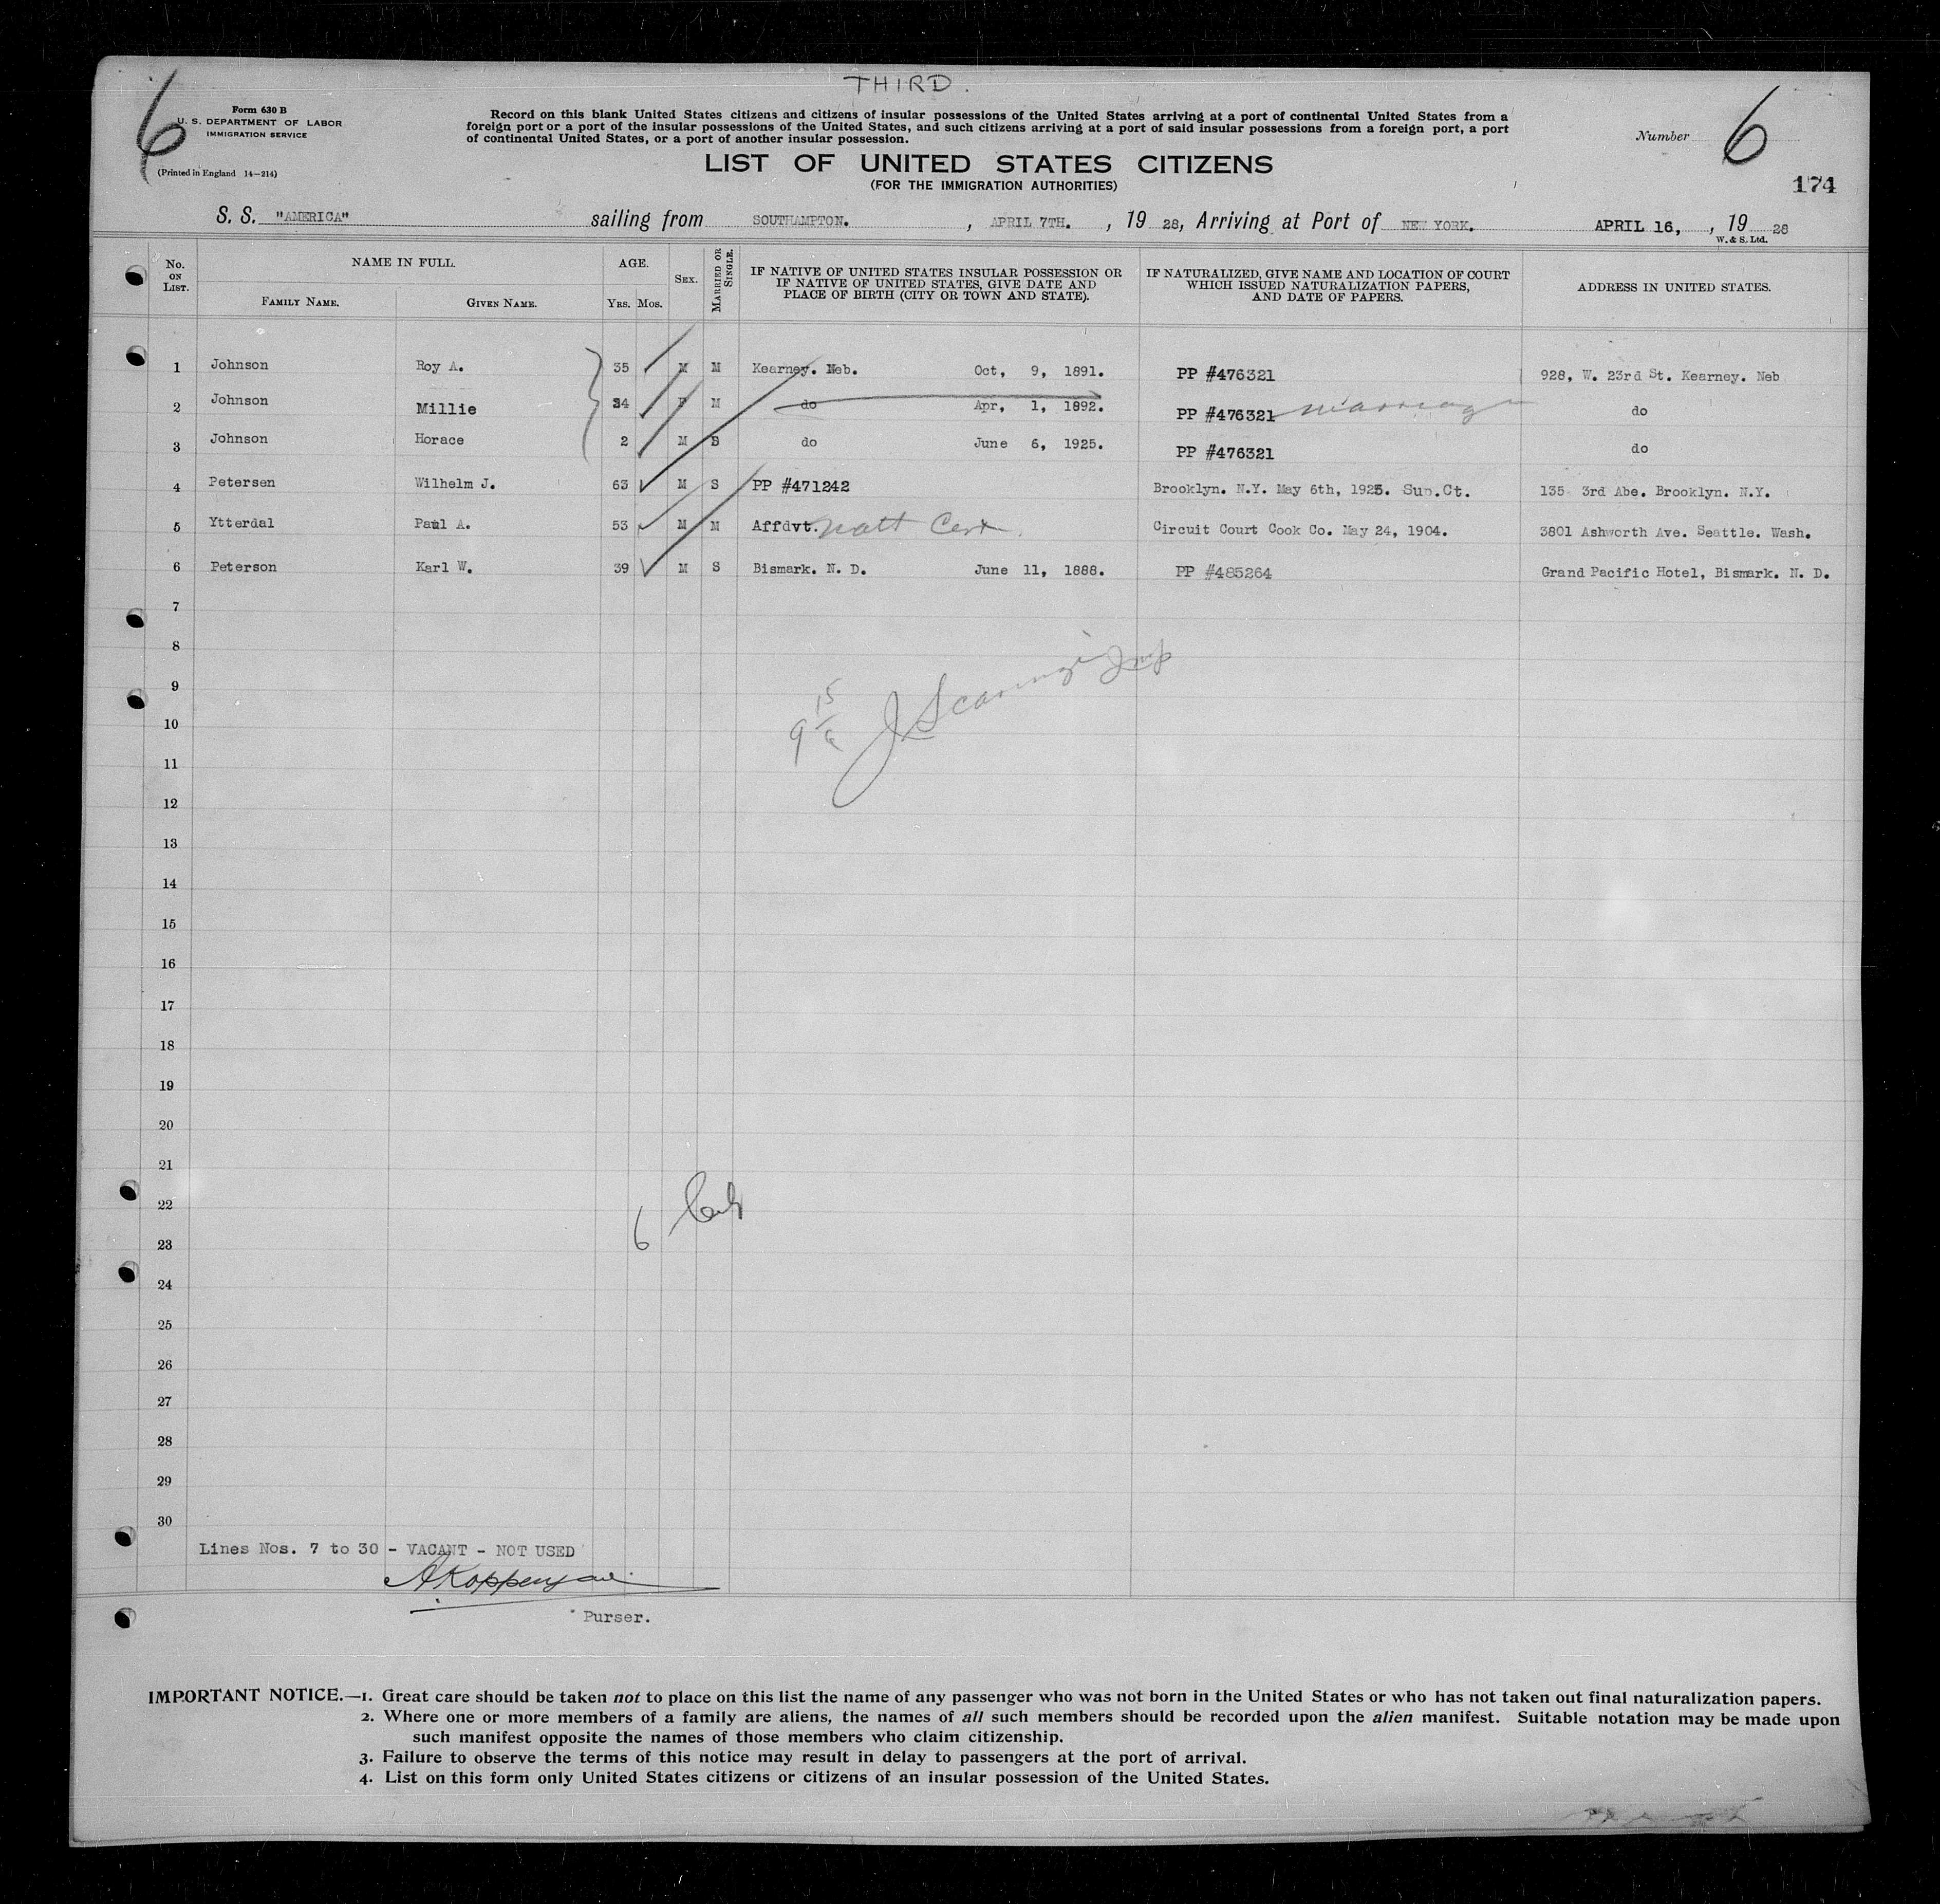 THIRD.
6
Form 630 B
U. S. DEPARTMENT OF LABOR
IMMIGRATION SERVICE
(Printed in England 14—214)
Record on this blank United States citizens and citizens of insular possessions of the United States arriving at a port of continental United States from a
foreign port or a port of the insular possessions of the United States, and such citizens arriving at a port of said insular possessions from a foreign port, a port
of continental United States, or a port of another insular possession.
Number 6
LIST OF UNITED STATES CITIZENS
(FOR THE IMMIGRATION AUTHORITIES)
174
S. S. "AMERICA" sailing from SOUTHAMPTON. , APRIL 7TH. , 19 28, Arriving at Port of NEW YORK. APRIL 16, , 19 28
W. & S. Ltd.
No. ON LIST. NAME IN FULL. FAMILY NAME. GIVEN NAME. AGE. YRS. MOS. SEX. MARRIED OR SINGLE. IF NATIVE OF UNITED STATES INSULAR POSSESSION OR IF NATIVE OF UNITED STATES, GIVE DATE AND PLACE OF BIRTH (CITY OR TOWN AND STATE). IF NATURALIZED, GIVE NAME AND LOCATION OF COURT WHICH ISSUED NATURALIZATION PAPERS, AND DATE OF PAPERS. ADDRESS IN UNITED STATES.
1 Johnson Roy A. 35 M M Kearney. Neb. Oct, 9, 1891. PP #476321 928, W. 23rd St. Kearney. Neb
2 Johnson Millie 34 F M do Apr, 1, 1892. PP #476321 marriage do
3 Johnson Horace 2 M S do June 6, 1925. PP #476321 do
4 Petersen Wilhelm J. 63 M S PP #471242 Brooklyn. N.Y. May 6th, 1925. Sup.Ct. 135 3rd Abe. Brooklyn. N.Y.
5 Ytterdal Paul A. 53 M M Affdvt. Natt Cert. Circuit Court Cook Co. May 24, 1904. 3801 Ashworth Ave. Seattle. Wash.
6 Peterson Karl W. 39 M S Bismark. N. D. June 11, 1888. PP #485264 Grand Pacific Hotel, Bismark. N. D.
7
8
9
10
11
12
13
14
15
16
17
18
19
20
21
22
6
23
24
25
26
27
28
29
30
Lines Nos. 7 to 30 - VACANT - NOT USED
Purser.
IMPORTANT NOTICE.—1. Great care should be taken not to place on this list the name of any passenger who was not born in the United States or who has not taken out final naturalization papers.
2. Where one or more members of a family are aliens, the names of all such members should be recorded upon the alien manifest. Suitable notation may be made upon
such manifest opposite the names of those members who claim citizenship.
3. Failure to observe the terms of this notice may result in delay to passengers at the port of arrival.
4. List on this form only United States citizens or citizens of an insular possession of the United States.